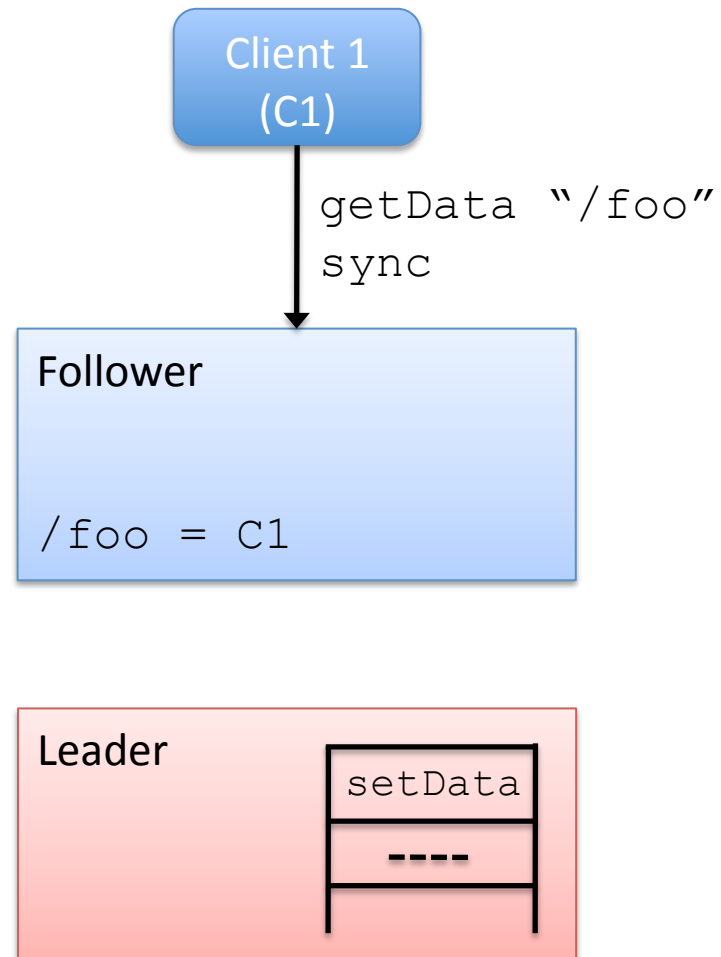 Client 1
(C1)
getData “/foo”
sync
Follower
/foo = C1
Leader
setData
----